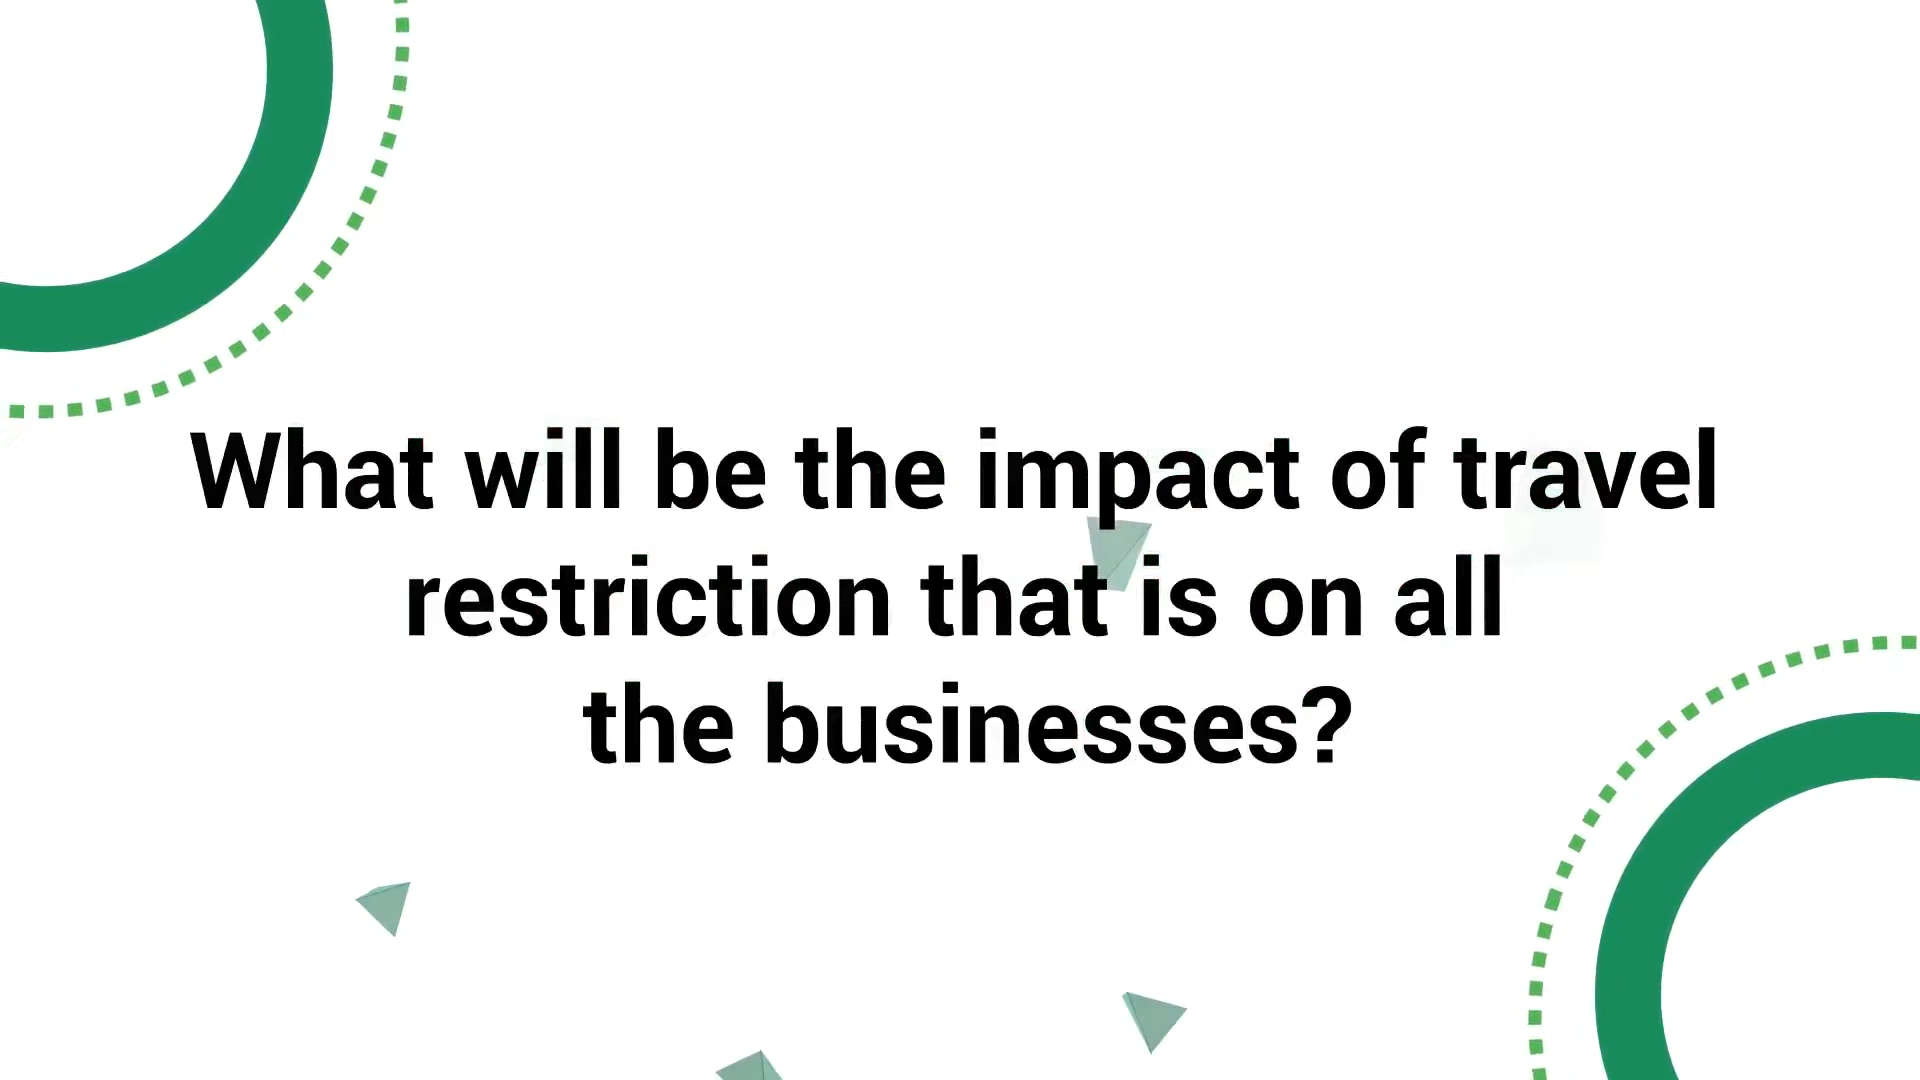 What will be the impact of travel
restriction that is on all
the businesses?